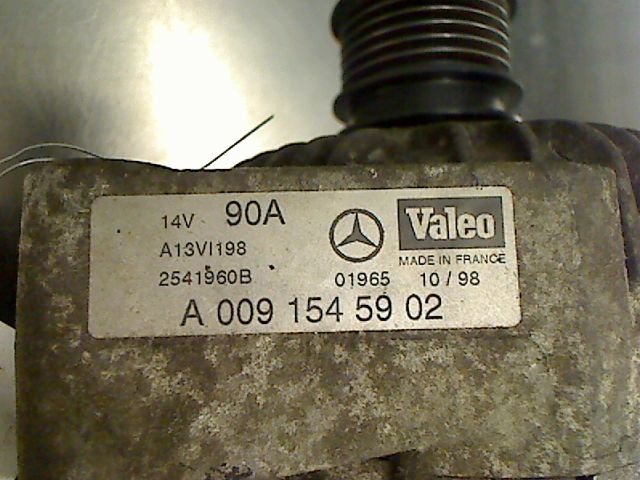 14V 90A
Valeo
A13VI198
MADE IN FRANCE
2541960B 01965 10/98
A 009 154 59 02